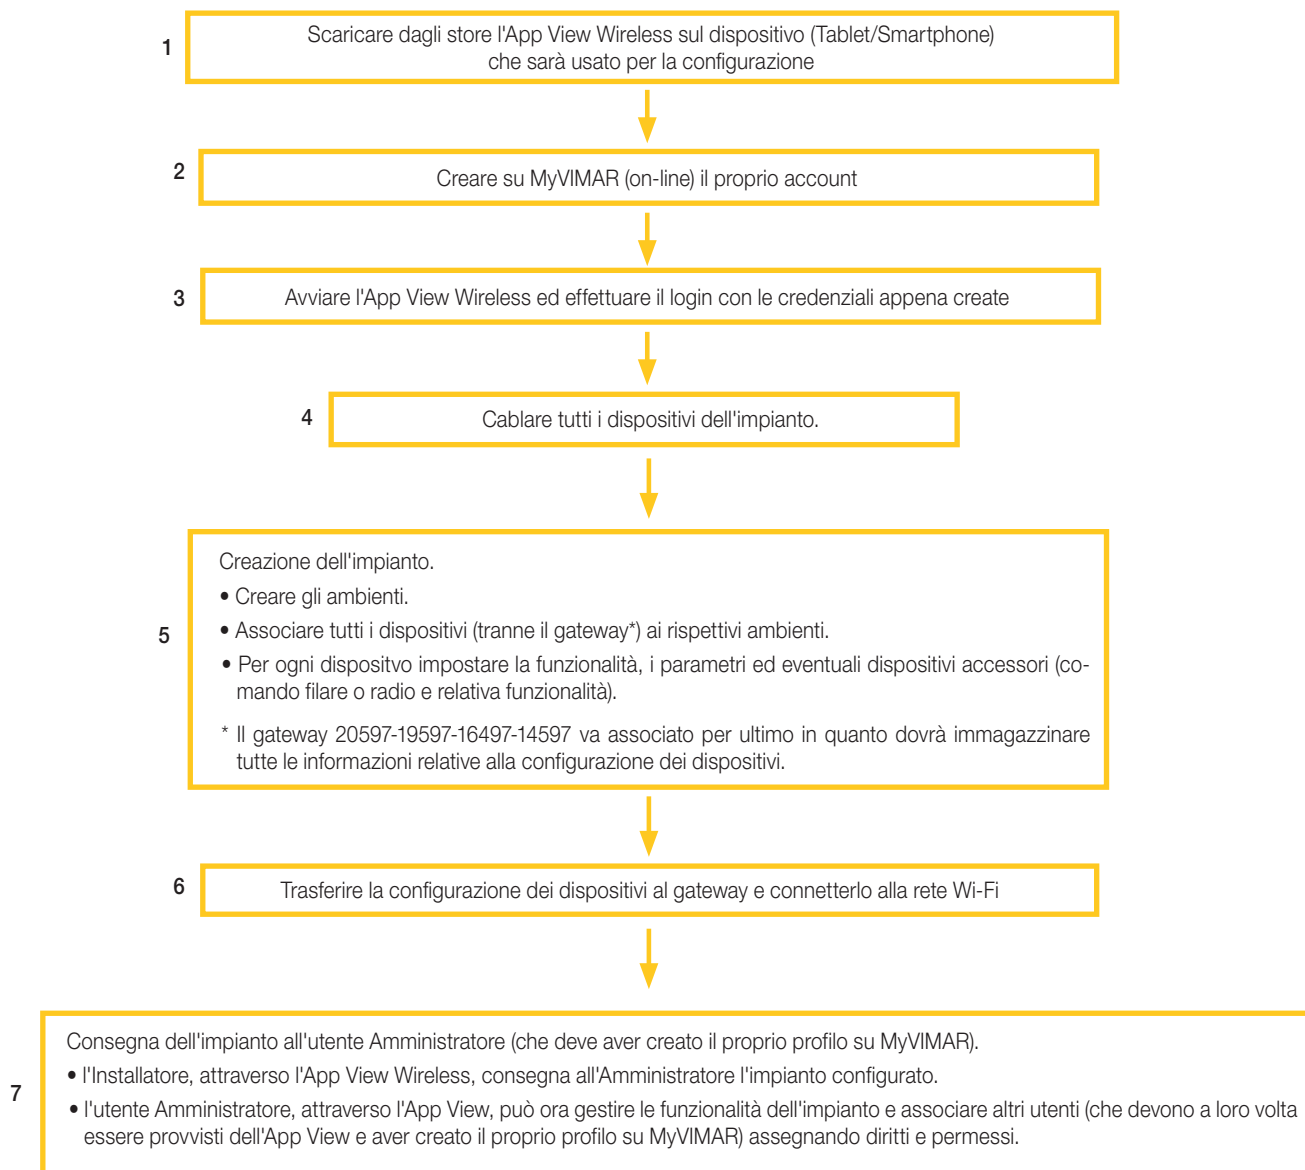 1
Scaricare dagli store l'App View Wireless sul dispositivo (Tablet/Smartphone)
che sarà usato per la configurazione
2
Creare su MyVIMAR (on-line) il proprio account
3
Avviare l'App View Wireless ed effettuare il login con le credenziali appena create
4
Cablare tutti i dispositivi dell'impianto.
5
Creazione dell'impianto.
• Creare gli ambienti.
• Associare tutti i dispositivi (tranne il gateway*) ai rispettivi ambienti.
• Per ogni dispositvo impostare la funzionalità, i parametri ed eventuali dispositivi accessori (co-
mando filare o radio e relativa funzionalità).
* Il gateway 20597-19597-16497-14597 va associato per ultimo in quanto dovrà immagazzinare
tutte le informazioni relative alla configurazione dei dispositivi.
6
Trasferire la configurazione dei dispositivi al gateway e connetterlo alla rete Wi-Fi
7
Consegna dell'impianto all'utente Amministratore (che deve aver creato il proprio profilo su MyVIMAR).
• l'Installatore, attraverso l'App View Wireless, consegna all'Amministratore l'impianto configurato.
• l'utente Amministratore, attraverso l'App View, può ora gestire le funzionalità dell'impianto e associare altri utenti (che devono a loro volta
essere provvisti dell'App View e aver creato il proprio profilo su MyVIMAR) assegnando diritti e permessi.